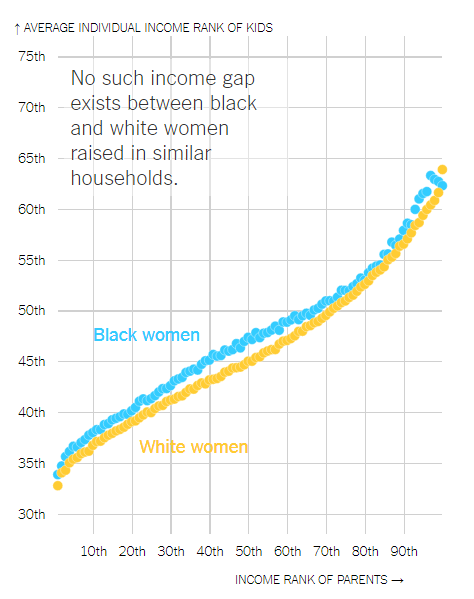 ↑ AVERAGE INDIVIDUAL INCOME RANK OF KIDS
75th
No such income gap
exists between black
and white women
raised in similar
households.
70th
65th
60th
55th
50th
Black women
45th
40th
White women
35th
30th
10th 20th 30th 40th 50th 60th 70th 80th 90th
INCOME RANK OF PARENTS →